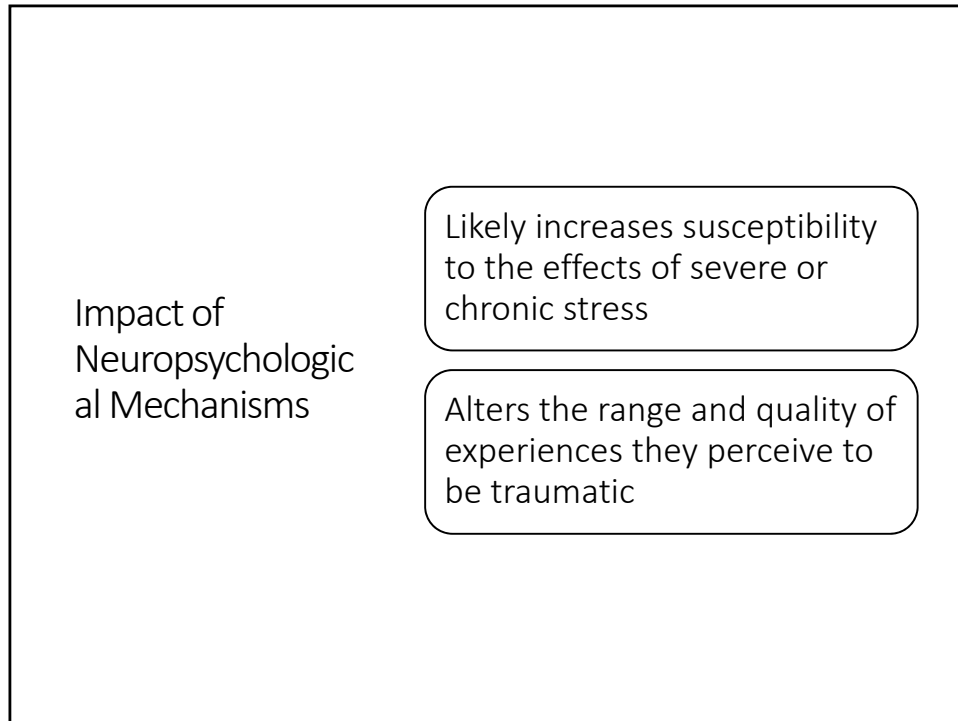 Impact of
Neuropsychologic
al Mechanisms
Likely increases susceptibility
to the effects of severe or
chronic stress
Alters the range and quality of
experiences they perceive to
be traumatic